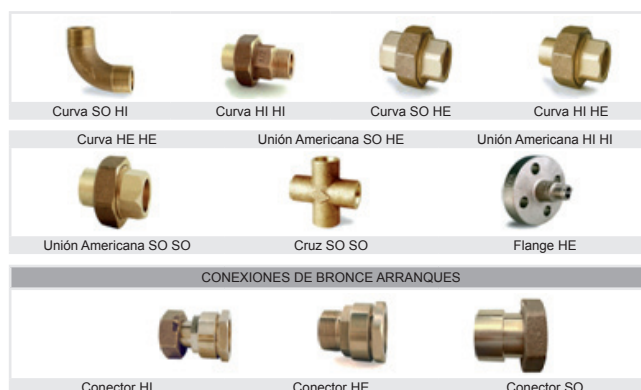 Curva SO HI Curva HI HI Curva SO HE Curva HI HE
Curva HE HE Unión Americana SO HE Unión Americana HI HI
Unión Americana SO SO Cruz SO SO Flange HE
CONEXIONES DE BRONCE ARRANQUES
Conector HI Conector HE Conector SO